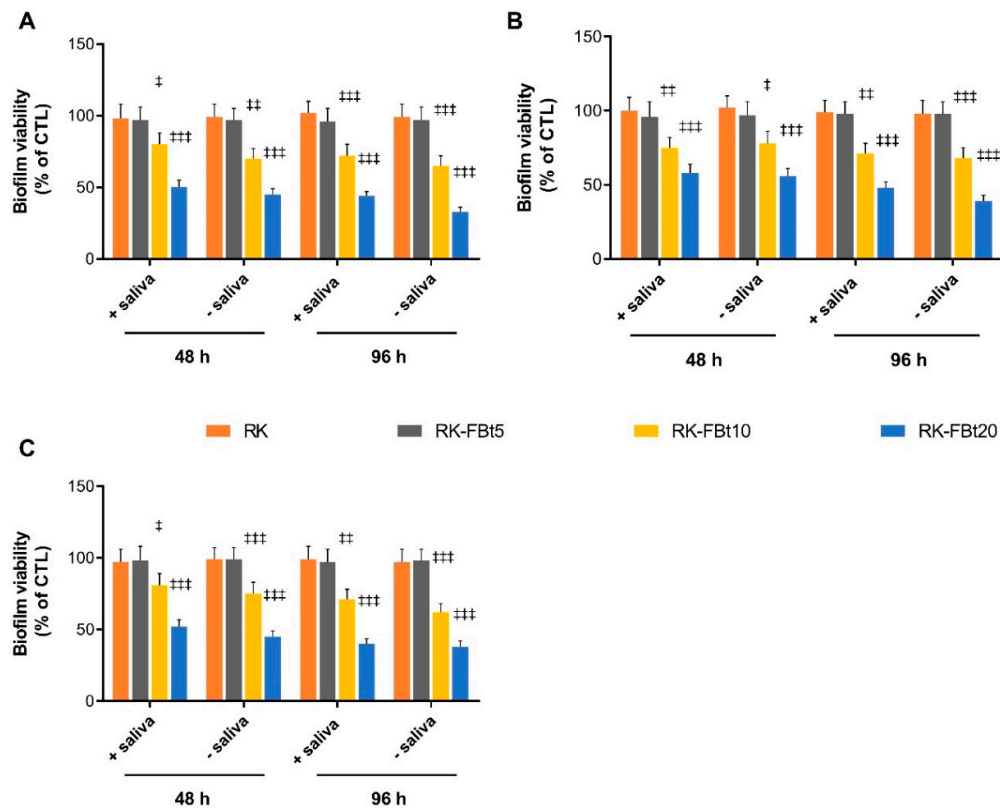 A
Biofilm viability
(% of CTL)
150
100
50
0
‡
‡‡‡
‡‡
‡‡‡
‡‡‡
‡‡‡
‡‡‡
‡‡‡
+ saliva
- saliva
+ saliva
- saliva
48 h
96 h
B
Biofilm viability
(% of CTL)
150
100
50
0
‡‡
‡‡‡
‡
‡‡‡
‡‡
‡‡‡
‡‡‡
‡‡‡
+ saliva
- saliva
+ saliva
- saliva
48 h
96 h
RK
RK-FBt5
RK-FBt10
RK-FBt20
C
Biofilm viability
(% of CTL)
150
100
50
0
‡
‡‡‡
‡‡‡
‡‡‡
‡‡
‡‡‡
‡‡‡
‡‡‡
+ saliva
- saliva
+ saliva
- saliva
48 h
96 h